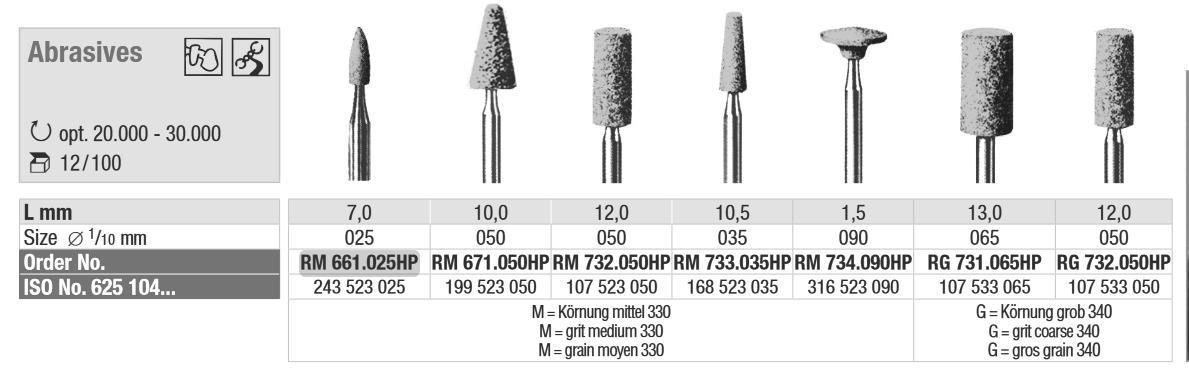 Abrasives
opt. 20.000 - 30.000
12/100
L mm 7,0 10,0 12,0 10,5 1,5 13,0 12,0
Size ⌀ 1/10 mm 025 050 050 035 090 065 050
Order No. RM 661.025HP RM 671.050HP RM 732.050HP RM 733.035HP RM 734.090HP RG 731.065HP RG 732.050HP
ISO No. 625 104... 243 523 025 199 523 050 107 523 050 168 523 035 316 523 090 107 533 065 107 533 050
M = Körnung mittel 330 G = Körnung grob 340
M = grit medium 330 G = grit coarse 340
M = grain moyen 330 G = gros grain 340